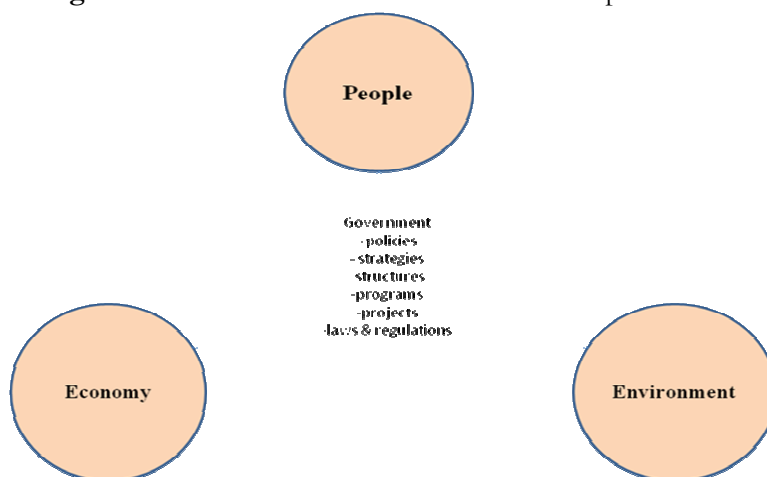 People
Government
-policies
-strategies
structures
-programs
-projects
-laws & regulations
Economy
Environment